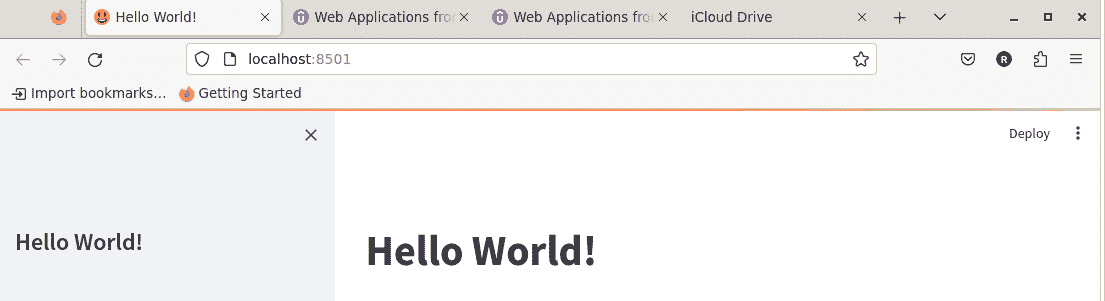 Hello World!
Web Applications fro
Web Applications fro
iCloud Drive
localhost:8501
R
Import bookmarks...
Getting Started
Deploy
Hello World!
Hello World!